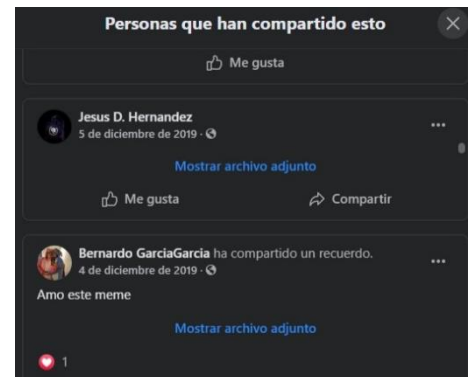 Personas que han compartido esto
Me gusta
Jesus D. Hernandez
5 de diciembre de 2019 ·
Mostrar archivo adjunto
Me gusta Compartir
Bernardo GarciaGarcia ha compartido un recuerdo.
4 de diciembre de 2019 ·
Amo este meme
Mostrar archivo adjunto
1